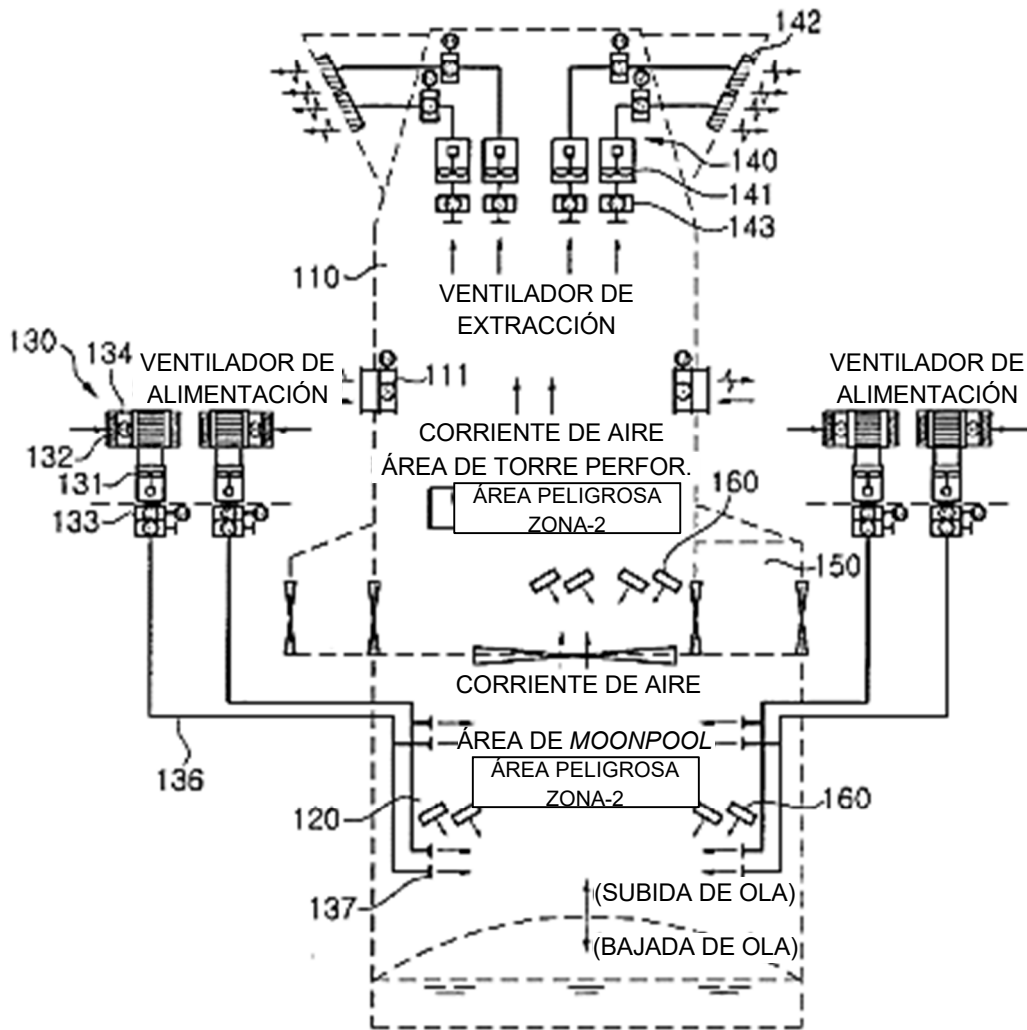 142
140
141
143
110
VENTILADOR DE
EXTRACCIÓN
130
134
VENTILADOR DE
ALIMENTACIÓN
111
VENTILADOR DE
ALIMENTACIÓN
132
131
133
CORRIENTE DE AIRE
ÁREA DE TORRE PERFOR.
ÁREA PELIGROSA
ZONA-2
160
150
CORRIENTE DE AIRE
136
ÁREA DE MOONPOOL
ÁREA PELIGROSA
ZONA-2
120
160
137
(SUBIDA DE OLA)
(BAJADA DE OLA)